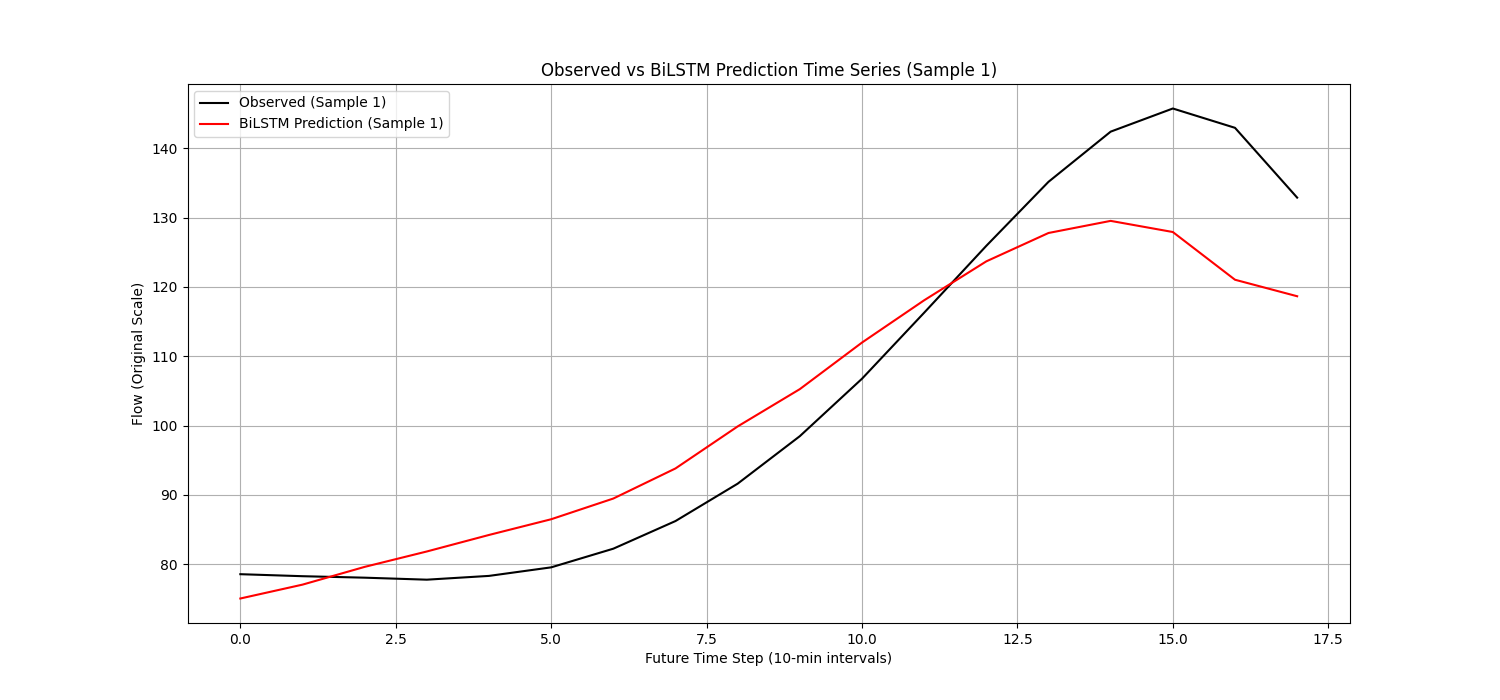 Observed vs BiLSTM Prediction Time Series (Sample 1)
Observed (Sample 1)
BiLSTM Prediction (Sample 1)
140
130
120
110
100
90
80
Flow (Original Scale)
0.0 2.5 5.0 7.5 10.0 12.5 15.0 17.5
Future Time Step (10-min intervals)